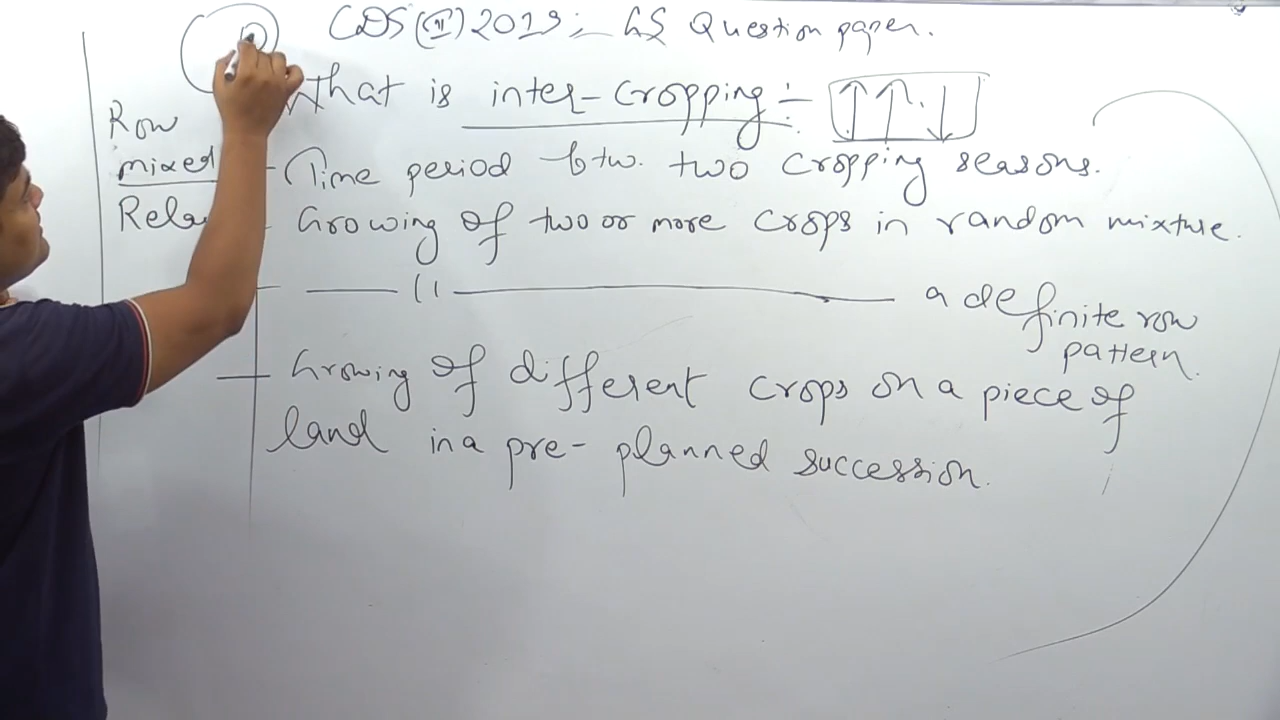 CDS (II) 2019 :- GS Question paper.
What is inter-cropping :-
Row
mixed
- Time period btw. two cropping seasons.
Rela
- Growing of two or more crops in random mixture.
- —— (( —————— a definite row
pattern.
- Growing of different crops on a piece of
land in a pre-planned succession.